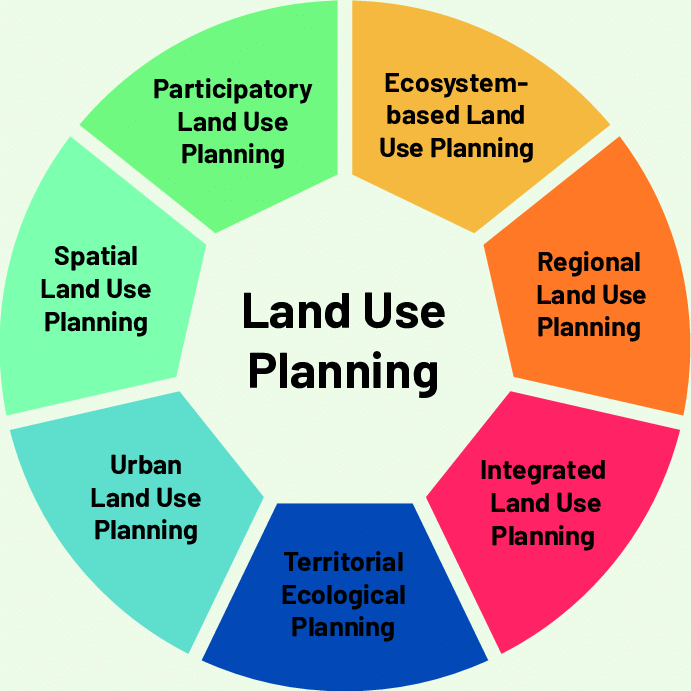 Participatory
Land Use
Planning
Ecosystem-
based Land
Use Planning
Spatial
Land Use
Planning
Regional
Land Use
Planning
Land Use
Planning
Urban
Land Use
Planning
Integrated
Land Use
Planning
Territorial
Ecological
Planning